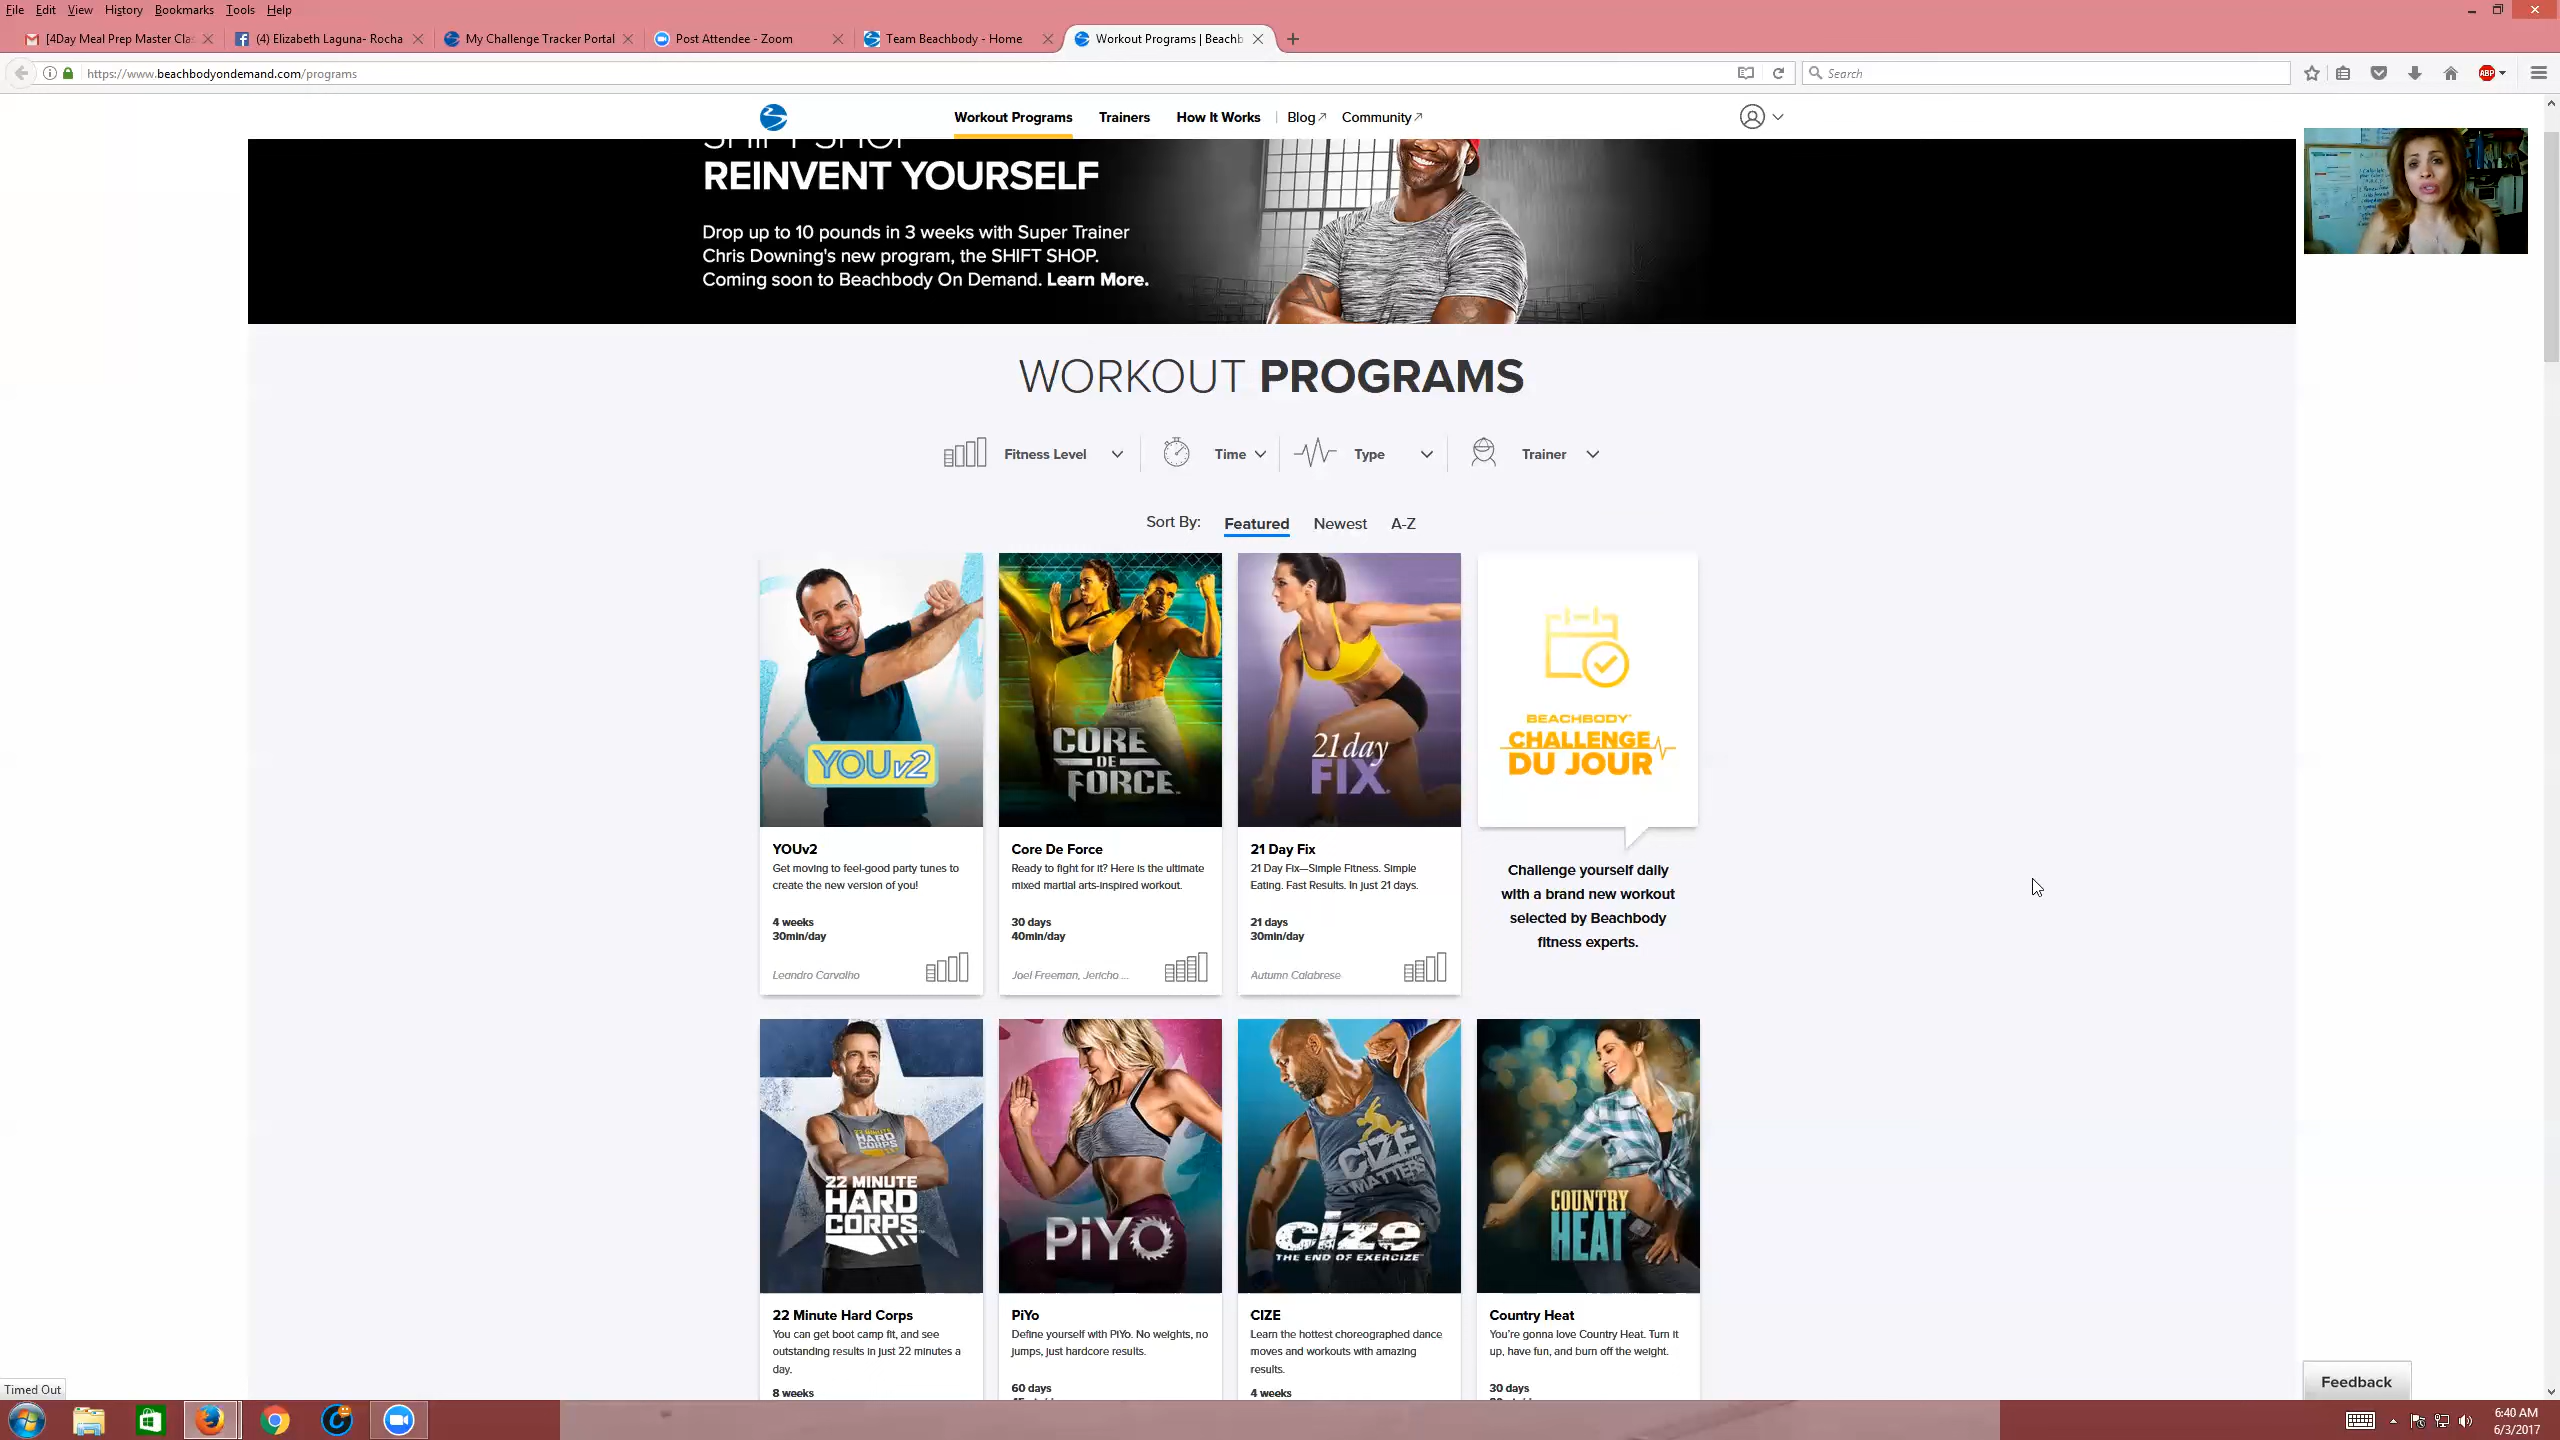 File Edit View History Bookmarks Tools Help
[4Day Meal Prep Master Clas
(4) Elizabeth Laguna- Rocha
My Challenge Tracker Portal
Post Attendee - Zoom
Team Beachbody - Home
Workout Programs | Beachb
https://www.beachbodyondemand.com/programs
Search
ABP
Workout Programs Trainers How It Works | Blog Community
SHIFT SHOP
REINVENT YOURSELF
Drop up to 10 pounds in 3 weeks with Super Trainer
Chris Downing's new program, the SHIFT SHOP.
Coming soon to Beachbody On Demand. Learn More.
WORKOUT PROGRAMS
Fitness Level Time Type Trainer
Sort By: Featured Newest A-Z
YOUv2
CORE
DE
FORCE
21 day
FIX
BEACHBODY
CHALLENGE
DU JOUR
YOUv2
Get moving to feel-good party tunes to
create the new version of you!
4 weeks
30min/day
Leandro Carvalho
Core De Force
Ready to fight for it? Here is the ultimate
mixed martial arts-inspired workout.
30 days
40min/day
Joel Freeman, Jericho ...
21 Day Fix
21 Day Fix—Simple Fitness. Simple
Eating. Fast Results. In just 21 days.
21 days
30min/day
Autumn Calabrese
Challenge yourself daily
with a brand new workout
selected by Beachbody
fitness experts.
22 MINUTE
HARD
CORPS
22 MINUTE
HARD
CORPS™
PiYO
CIZE
MATTERS
cize
THE END OF EXERCIZE™
COUNTRY
HEAT
22 Minute Hard Corps
You can get boot camp fit, and see
outstanding results in just 22 minutes a
day.
8 weeks
PiYo
Define yourself with PiYo. No weights, no
jumps, just hardcore results.
60 days
CIZE
Learn the hottest choreographed dance
moves and workouts with amazing
results.
4 weeks
Country Heat
You're gonna love Country Heat. Turn it
up, have fun, and burn off the weight.
30 days
Timed Out
Feedback
6:40 AM
6/3/2017